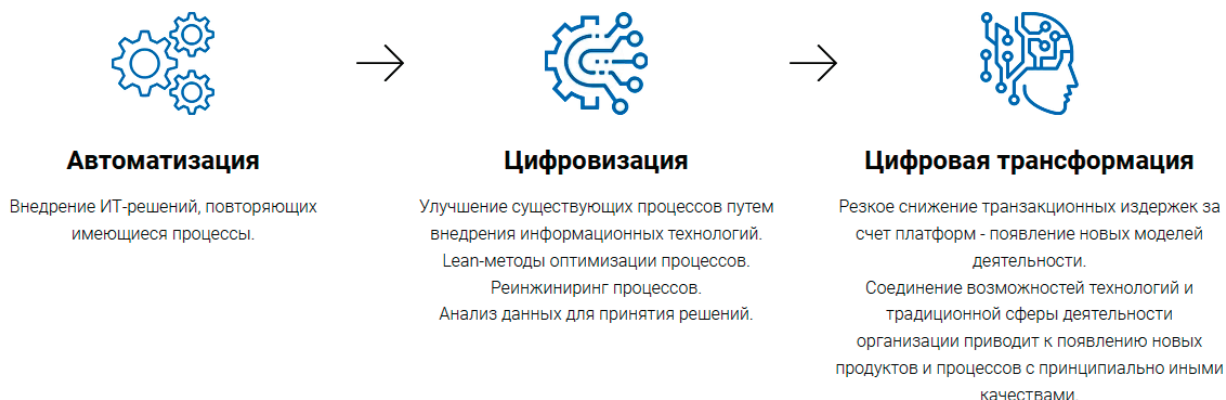 Автоматизация
Внедрение ИТ-решений, повторяющих
имеющиеся процессы.
Цифровизация
Улучшение существующих процессов путем
внедрения информационных технологий.
Lean-методы оптимизации процессов.
Реинжиниринг процессов.
Анализ данных для принятия решений.
Цифровая трансформация
Резкое снижение транзакционных издержек за
счет платформ - появление новых моделей
деятельности.
Соединение возможностей технологий и
традиционной сферы деятельности
организации приводит к появлению новых
продуктов и процессов с принципиально иными
качествами.